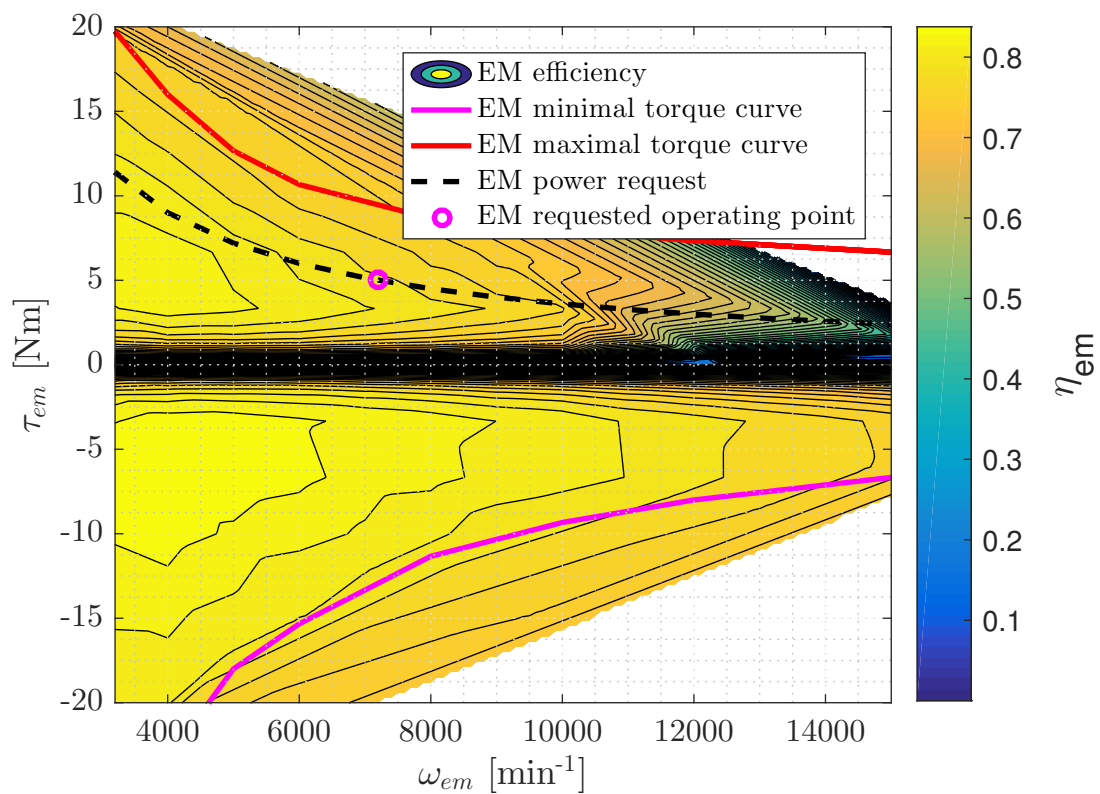 20
15
10
5
0
-5
-10
-15
-20
τem [Nm]
4000 6000 8000 10000 12000 14000
ωem [min-1]
EM efficiency
EM minimal torque curve
EM maximal torque curve
EM power request
EM requested operating point
0.8
0.7
0.6
0.5
0.4
0.3
0.2
0.1
ηem